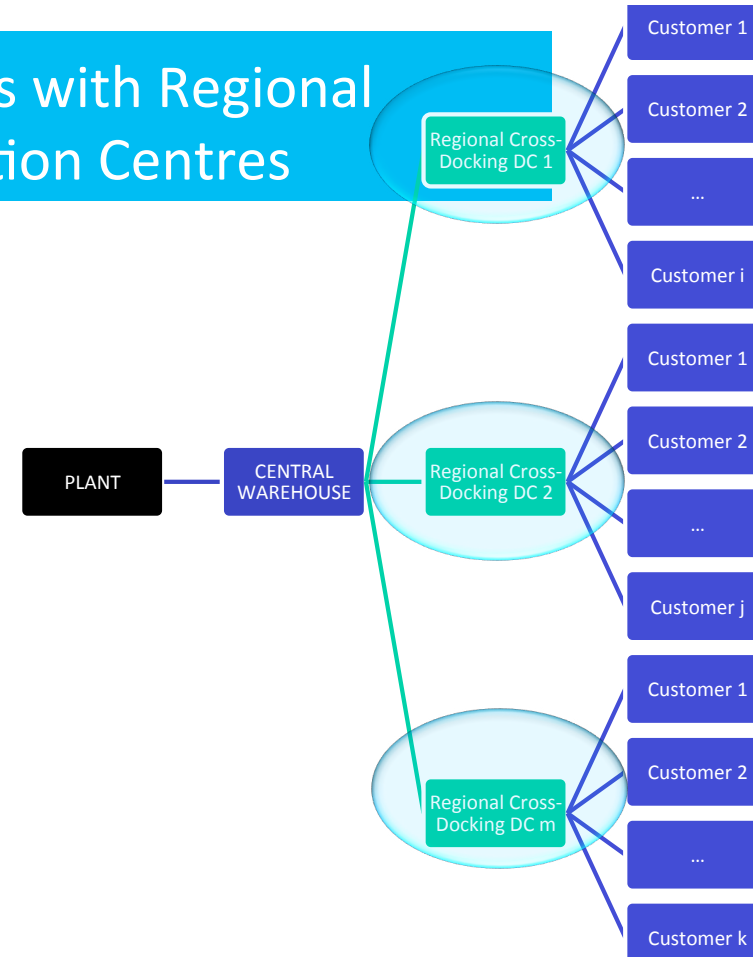 s with Regional
tion Centres
PLANT
CENTRAL
WAREHOUSE
Regional Cross-
Docking DC 1
Customer 1
Customer 2
...
Customer i
Regional Cross-
Docking DC 2
Customer 1
Customer 2
...
Customer j
Regional Cross-
Docking DC m
Customer 1
Customer 2
...
Customer k